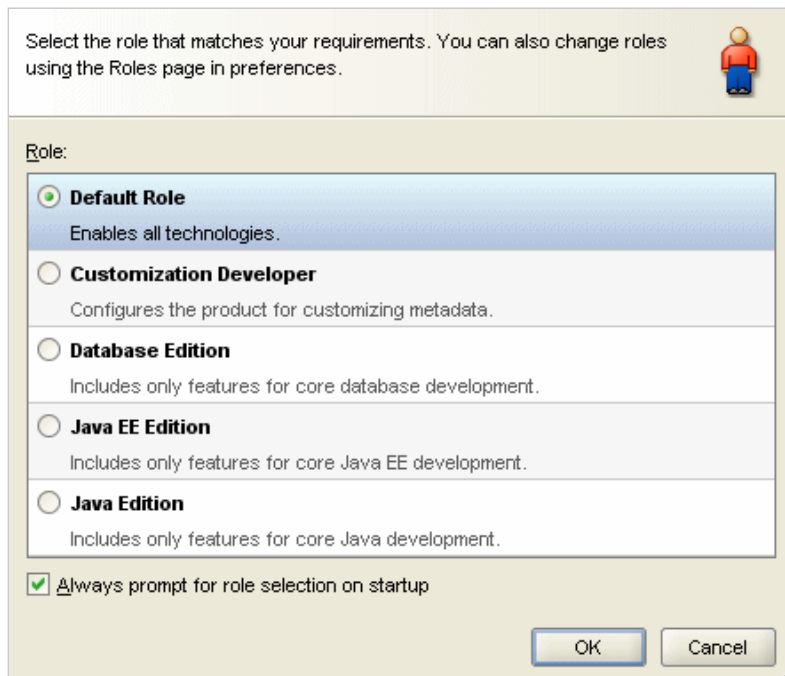 Select the role that matches your requirements. You can also change roles
using the Roles page in preferences.
Role:
Default Role
Enables all technologies.
Customization Developer
Configures the product for customizing metadata.
Database Edition
Includes only features for core database development.
Java EE Edition
Includes only features for core Java EE development.
Java Edition
Includes only features for core Java development.
Always prompt for role selection on startup
OK
Cancel